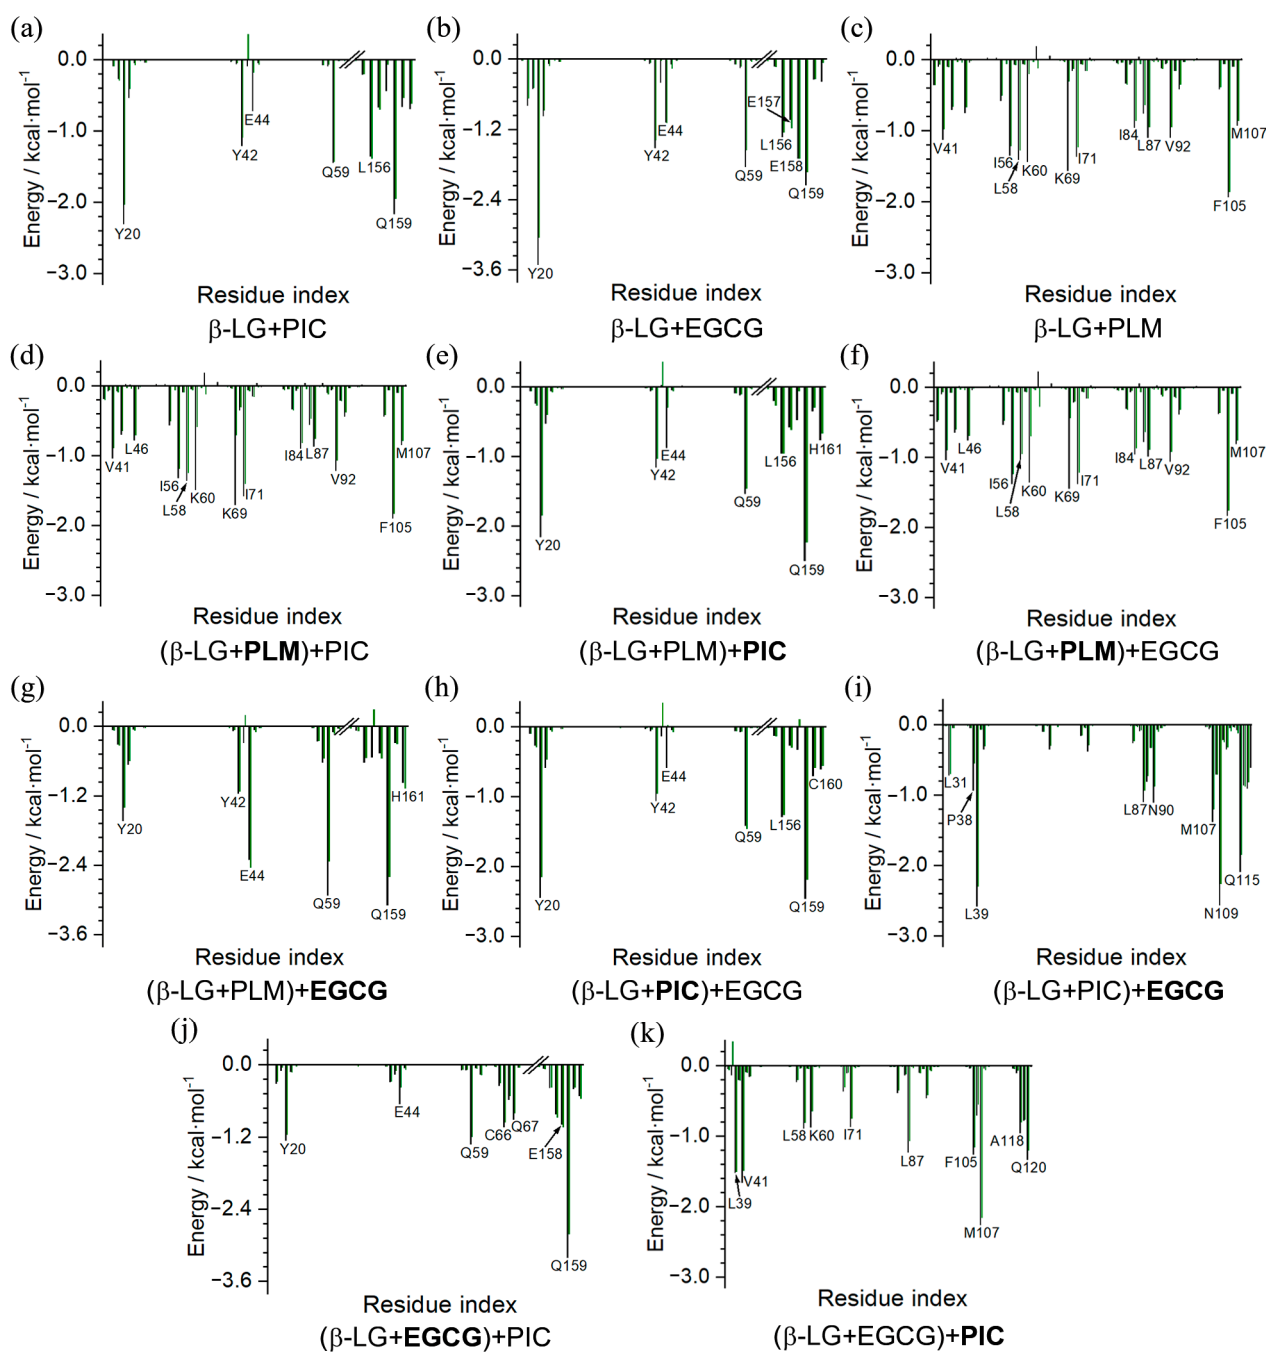 (a)
Energy / kcal·mol⁻¹
0.0
−1.0
−2.0
−3.0
Y20
Y42
E44
Q59
L156
Q159
Residue index
β-LG+PIC
(b)
Energy / kcal·mol⁻¹
0.0
−1.2
−2.4
−3.6
Y20
Y42
E44
Q59
E157
L156
E158
Q159
Residue index
β-LG+EGCG
(c)
Energy / kcal·mol⁻¹
0.0
−1.0
−2.0
−3.0
V41
I56
L58
K60
K69
I71
I84
L87
V92
F105
M107
Residue index
β-LG+PLM
(d)
Energy / kcal·mol⁻¹
0.0
−1.0
−2.0
−3.0
V41
L46
I56
L58
K60
K69
I71
I84
L87
V92
F105
M107
Residue index
(β-LG+PLM)+PIC
(e)
Energy / kcal·mol⁻¹
0.0
−1.0
−2.0
−3.0
Y20
Y42
E44
Q59
L156
Q159
H161
Residue index
(β-LG+PLM)+PIC
(f)
Energy / kcal·mol⁻¹
0.0
−1.0
−2.0
−3.0
V41
L46
I56
L58
K60
K69
I71
I84
L87
V92
F105
M107
Residue index
(β-LG+PLM)+EGCG
(g)
Energy / kcal·mol⁻¹
0.0
−1.2
−2.4
−3.6
Y20
Y42
E44
Q59
Q159
H161
Residue index
(β-LG+PLM)+EGCG
(h)
Energy / kcal·mol⁻¹
0.0
−1.0
−2.0
−3.0
Y20
Y42
E44
Q59
L156
Q159
C160
Residue index
(β-LG+PIC)+EGCG
(i)
Energy / kcal·mol⁻¹
0.0
−1.0
−2.0
−3.0
L31
P38
L39
L87
N90
M107
N109
Q115
Residue index
(β-LG+PIC)+EGCG
(j)
Energy / kcal·mol⁻¹
0.0
−1.2
−2.4
−3.6
Y20
E44
Q59
C66
Q67
E158
Q159
Residue index
(β-LG+EGCG)+PIC
(k)
Energy / kcal·mol⁻¹
0.0
−1.0
−2.0
−3.0
L39
V41
L58
K60
I71
L87
F105
M107
A118
Q120
Residue index
(β-LG+EGCG)+PIC